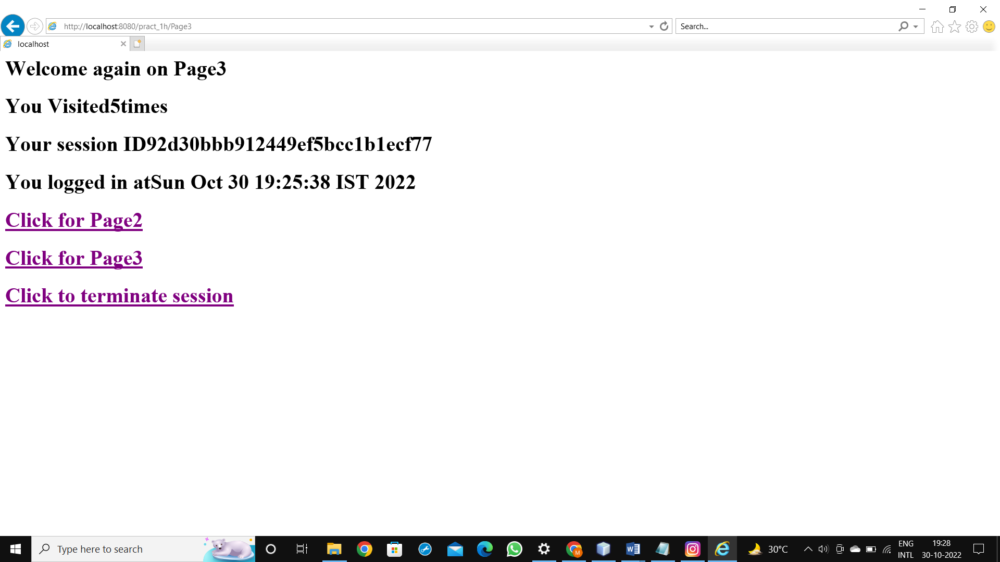 http://localhost:8080/pract_1h/Page3
Search...
localhost
Welcome again on Page3
You Visited5times
Your session ID92d30bbb912449ef5bcc1b1ecf77
You logged in atSun Oct 30 19:25:38 IST 2022
Click for Page2
Click for Page3
Click to terminate session
Type here to search
M
W
30°C
ENG
INTL
19:28
30-10-2022